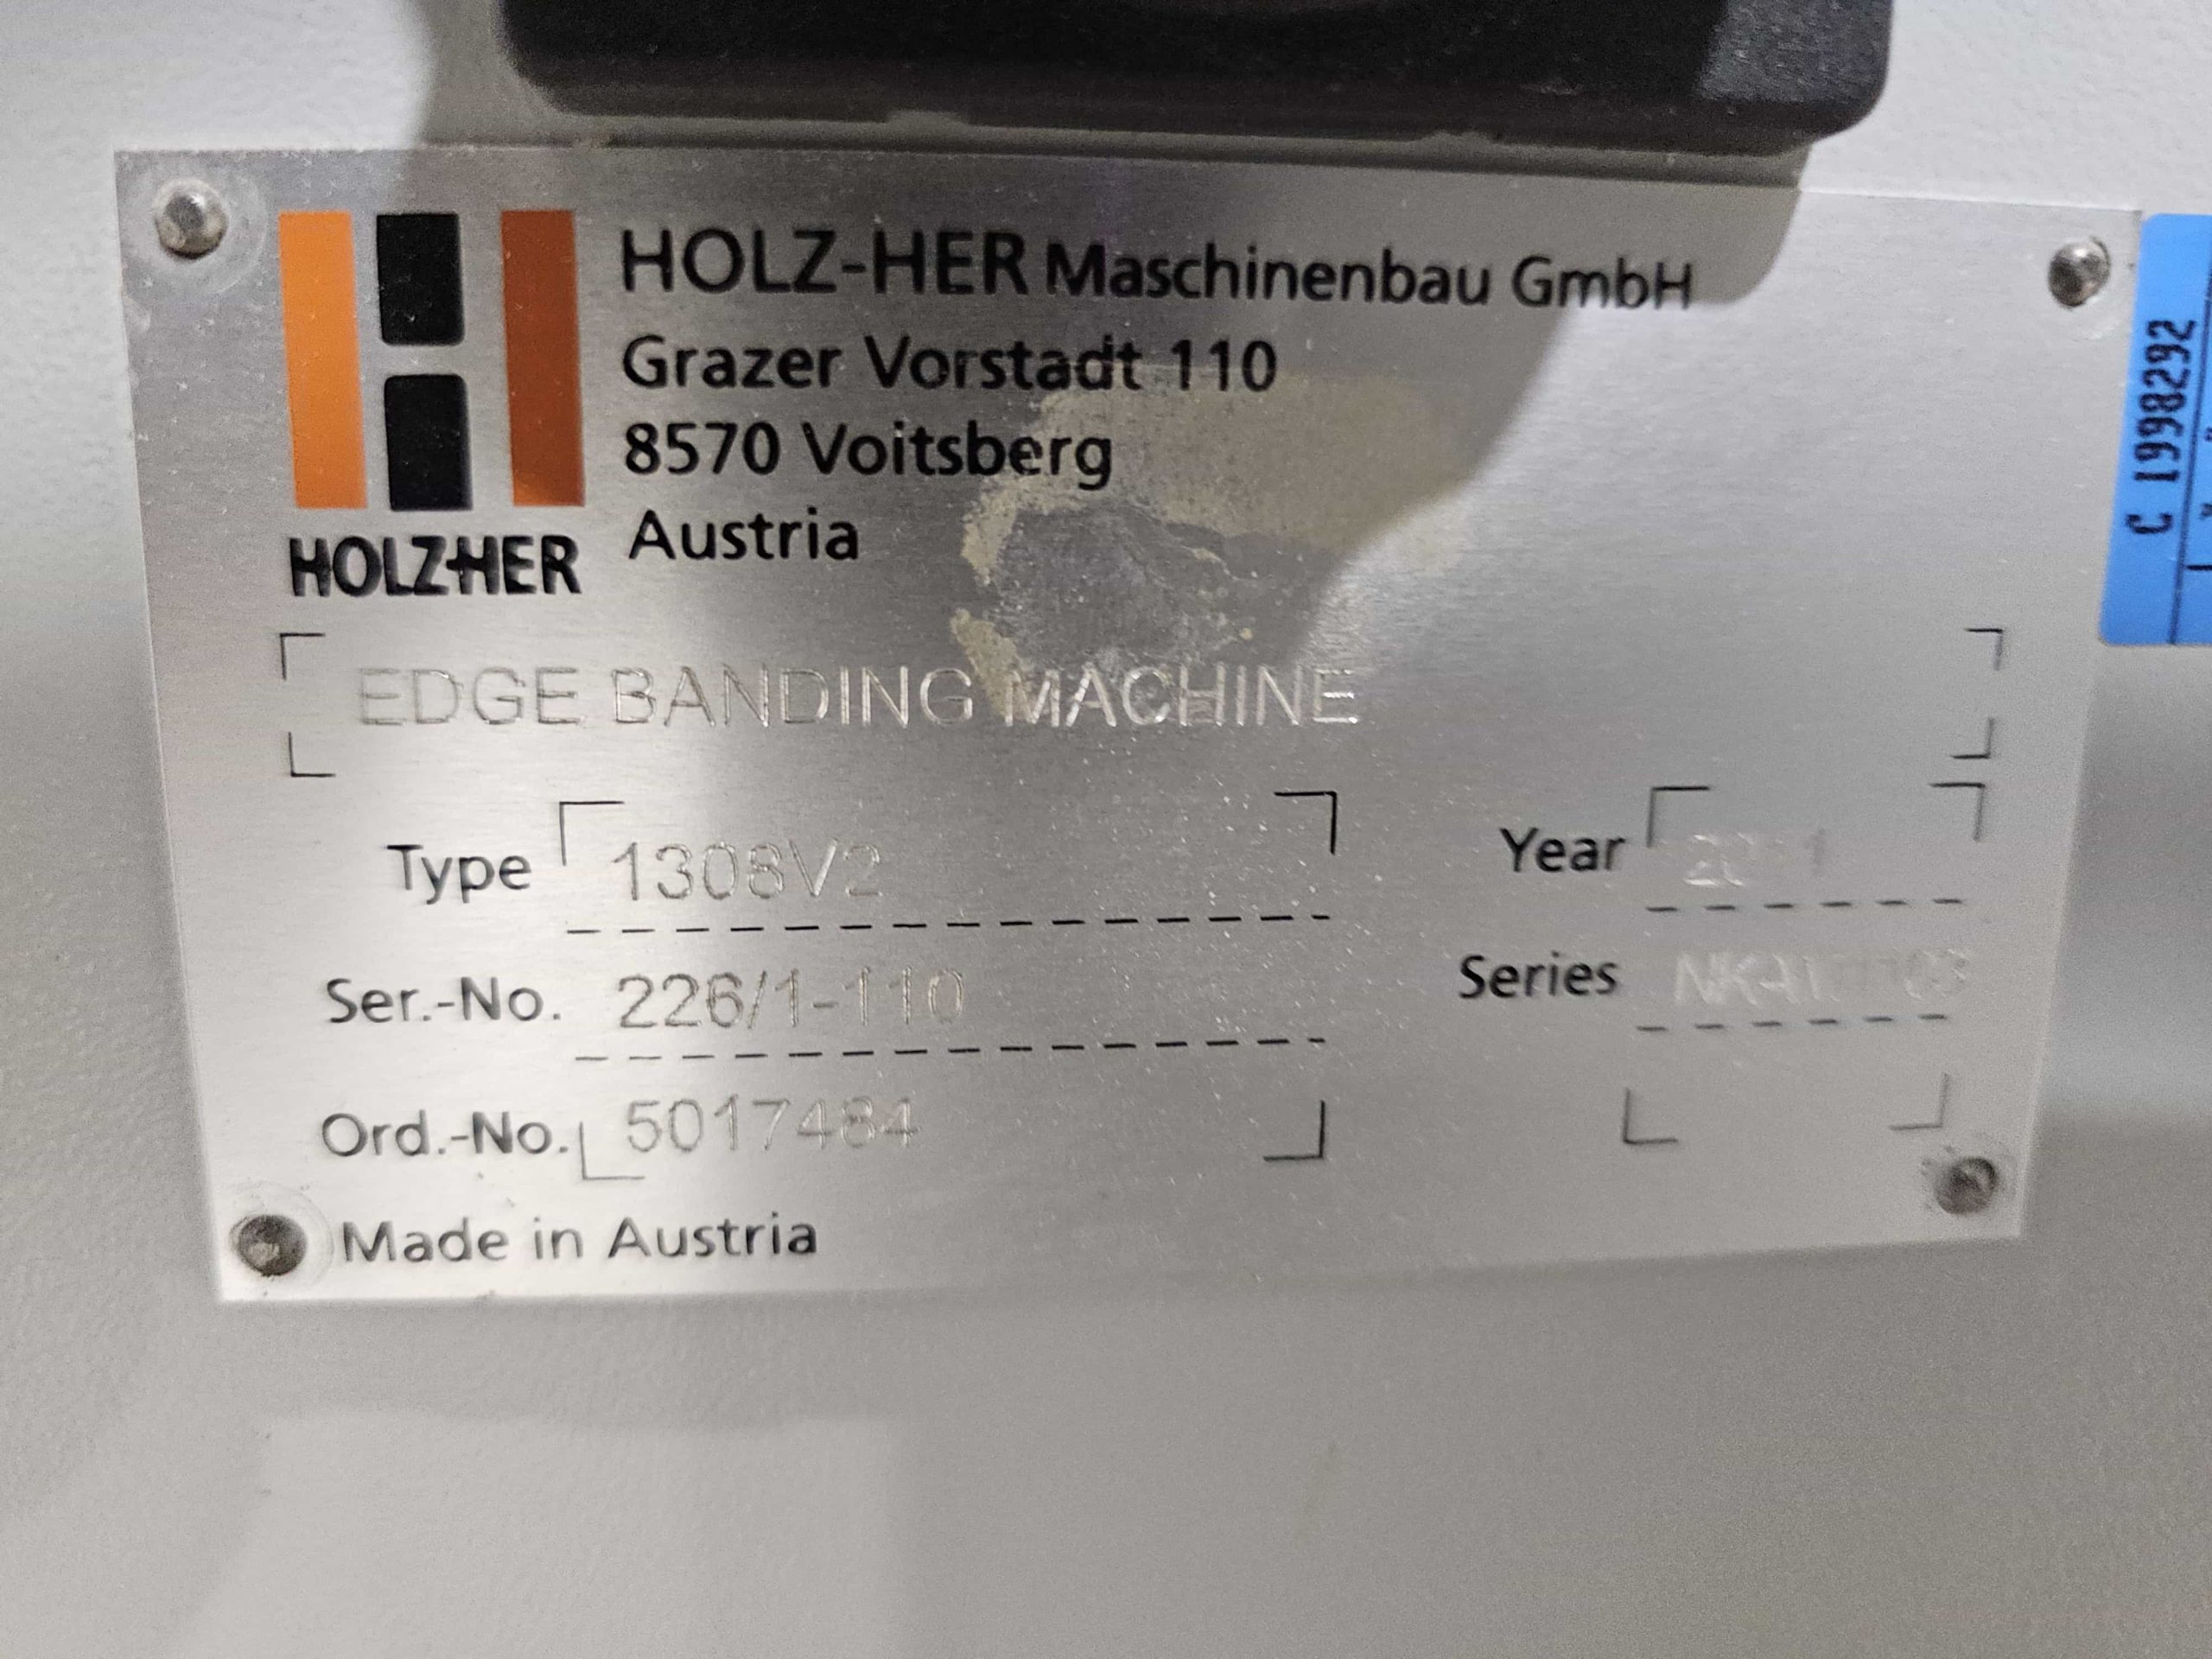 HOLZ-HER Maschinenbau GmbH
Grazer Vorstadt 110
8570 Voitsberg
Austria
HOLZHER
EDGE BANDING MACHINE
Type 1308V2
Year
Ser.-No. 226/1-110
Series
Ord.-No. 5017484
Made in Austria
C 1998292